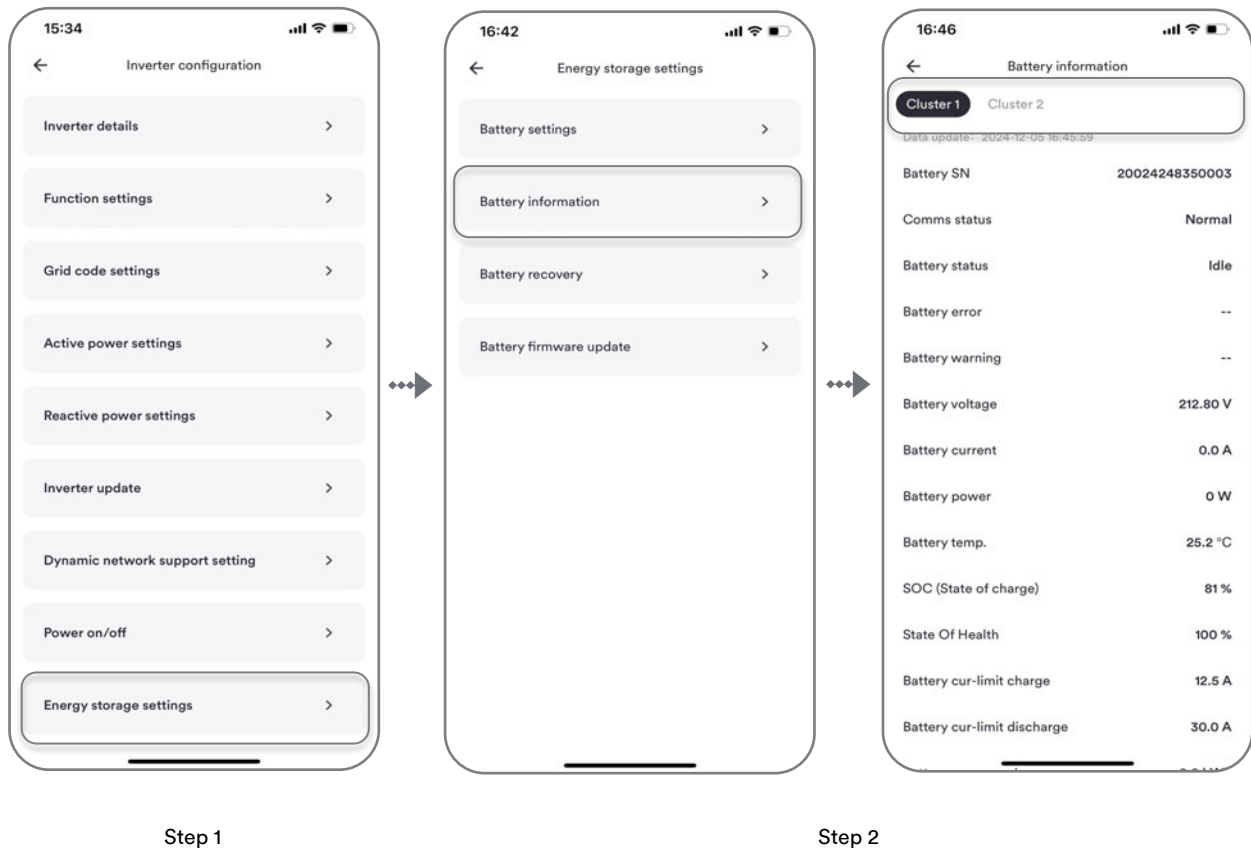 15:34
Inverter configuration
Inverter details
Function settings
Grid code settings
Active power settings
Reactive power settings
Inverter update
Dynamic network support setting
Power on/off
Energy storage settings
16:42
Energy storage settings
Battery settings
Battery information
Battery recovery
Battery firmware update
16:46
Battery information
Cluster 1 Cluster 2
Data update: 2024-12-05 16:45:59
Battery SN 20024248350003
Comms status Normal
Battery status Idle
Battery error --
Battery warning --
Battery voltage 212.80 V
Battery current 0.0 A
Battery power 0 W
Battery temp. 25.2 °C
SOC (State of charge) 81 %
State Of Health 100 %
Battery cur-limit charge 12.5 A
Battery cur-limit discharge 30.0 A
Step 1
Step 2